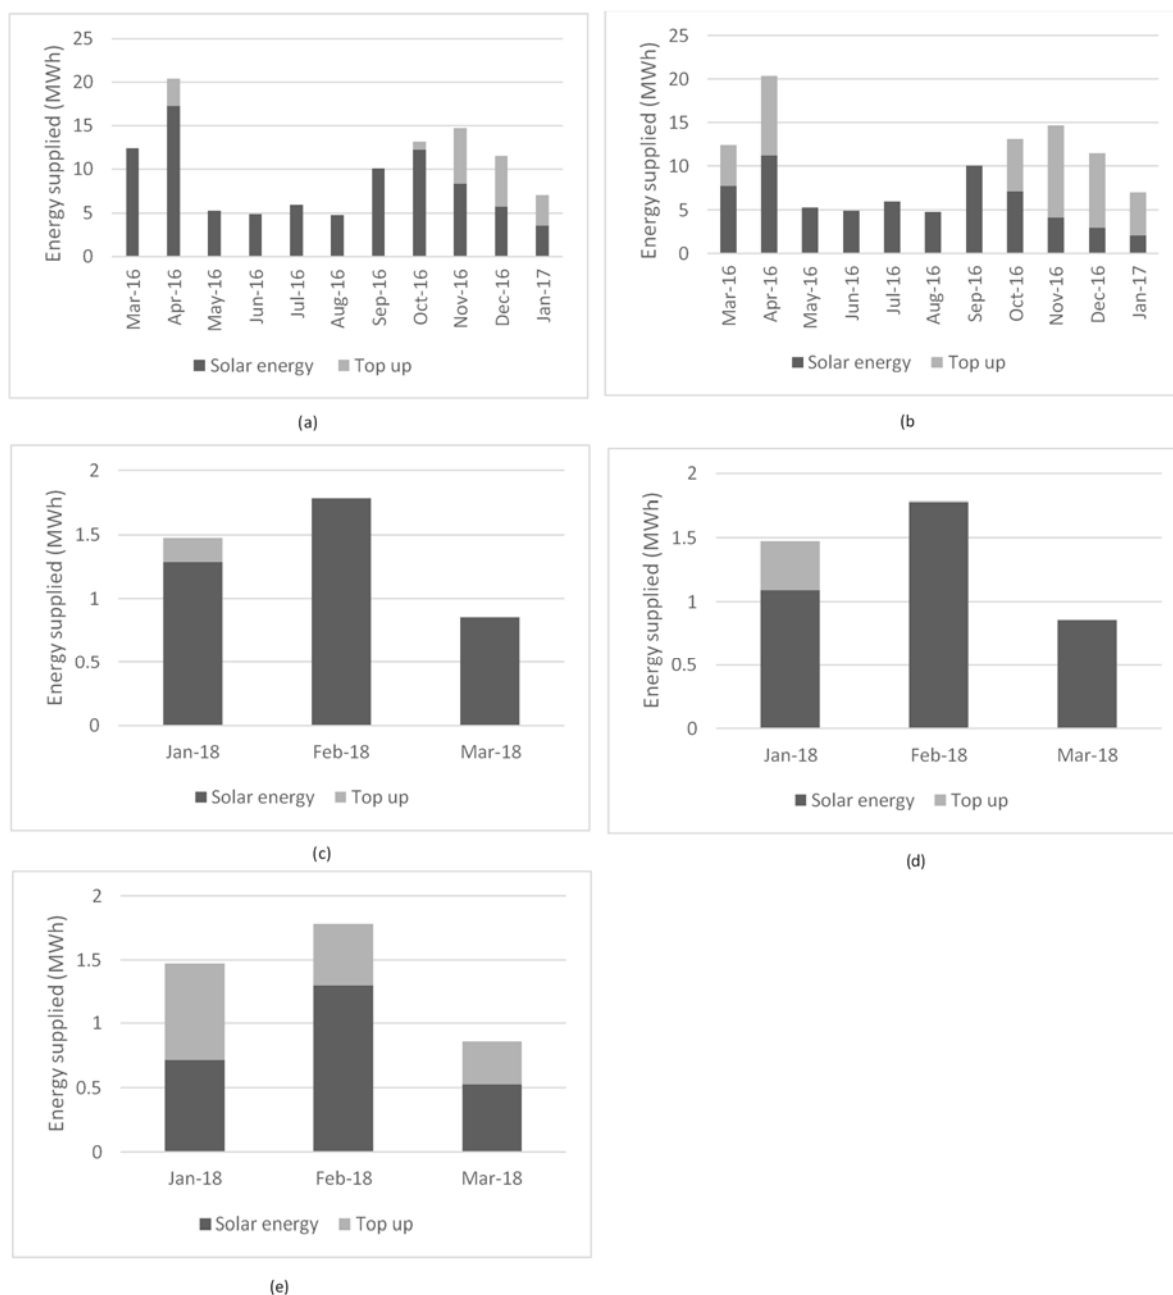 Energy supplied (MWh)
25
20
15
10
5
0
Mar-16
Apr-16
May-16
Jun-16
Jul-16
Aug-16
Sep-16
Oct-16
Nov-16
Dec-16
Jan-17
Solar energy Top up
(a)
Energy supplied (MWh)
25
20
15
10
5
0
Mar-16
Apr-16
May-16
Jun-16
Jul-16
Aug-16
Sep-16
Oct-16
Nov-16
Dec-16
Jan-17
Solar energy Top up
(b
Energy supplied (MWh)
2
1.5
1
0.5
0
Jan-18 Feb-18 Mar-18
Solar energy Top up
(c)
Energy supplied (MWh)
2
1.5
1
0.5
0
Jan-18 Feb-18 Mar-18
Solar energy Top up
(d)
Energy supplied (MWh)
2
1.5
1
0.5
0
Jan-18 Feb-18 Mar-18
Solar energy Top up
(e)